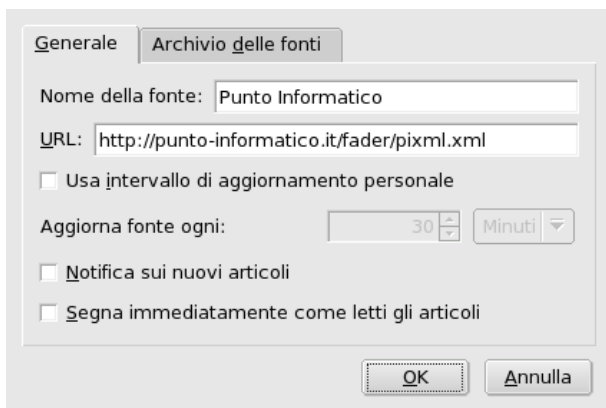 Generale Archivio delle fonti
Nome della fonte: Punto Informatico
URL: http://punto-informatico.it/fader/pixml.xml
Usa intervallo di aggiornamento personale
Aggiorna fonte ogni: 30 Minuti
Notifica sui nuovi articoli
Segna immediatamente come letti gli articoli
OK Annulla